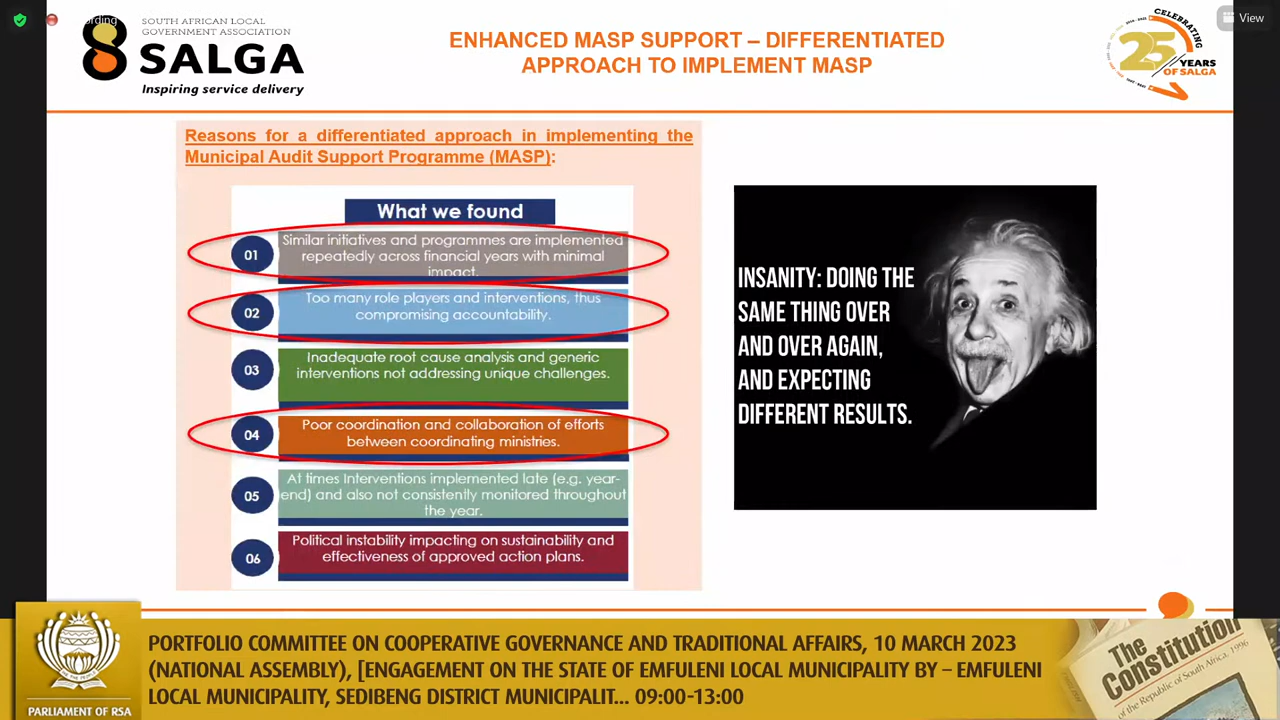 View
SOUTH AFRICAN LOCAL
GOVERNMENT ASSOCIATION
SALGA
Inspiring service delivery
ENHANCED MASP SUPPORT – DIFFERENTIATED
APPROACH TO IMPLEMENT MASP
CELEBRATING
25
YEARS
OF SALGA
Reasons for a differentiated approach in implementing the
Municipal Audit Support Programme (MASP):
What we found
01
Similar initiatives and programmes are implemented
repeatedly across financial years with minimal
impact.
02
Too many role players and interventions, thus
compromising accountability.
03
Inadequate root cause analysis and generic
interventions not addressing unique challenges.
04
Poor coordination and collaboration of efforts
between coordinating ministries.
05
At times Interventions implemented late (e.g. year-
end) and also not consistently monitored throughout
the year.
06
Political instability impacting on sustainability and
effectiveness of approved action plans.
INSANITY: DOING THE
SAME THING OVER
AND OVER AGAIN,
AND EXPECTING
DIFFERENT RESULTS.
PARLIAMENT OF RSA
PORTFOLIO COMMITTEE ON COOPERATIVE GOVERNANCE AND TRADITIONAL AFFAIRS, 10 MARCH 2023
(NATIONAL ASSEMBLY), [ENGAGEMENT ON THE STATE OF EMFULENI LOCAL MUNICIPALITY BY – EMFULENI
LOCAL MUNICIPALITY, SEDIBENG DISTRICT MUNICIPALIT... 09:00-13:00
The
Constitution
of the Republic of South Africa, 1996